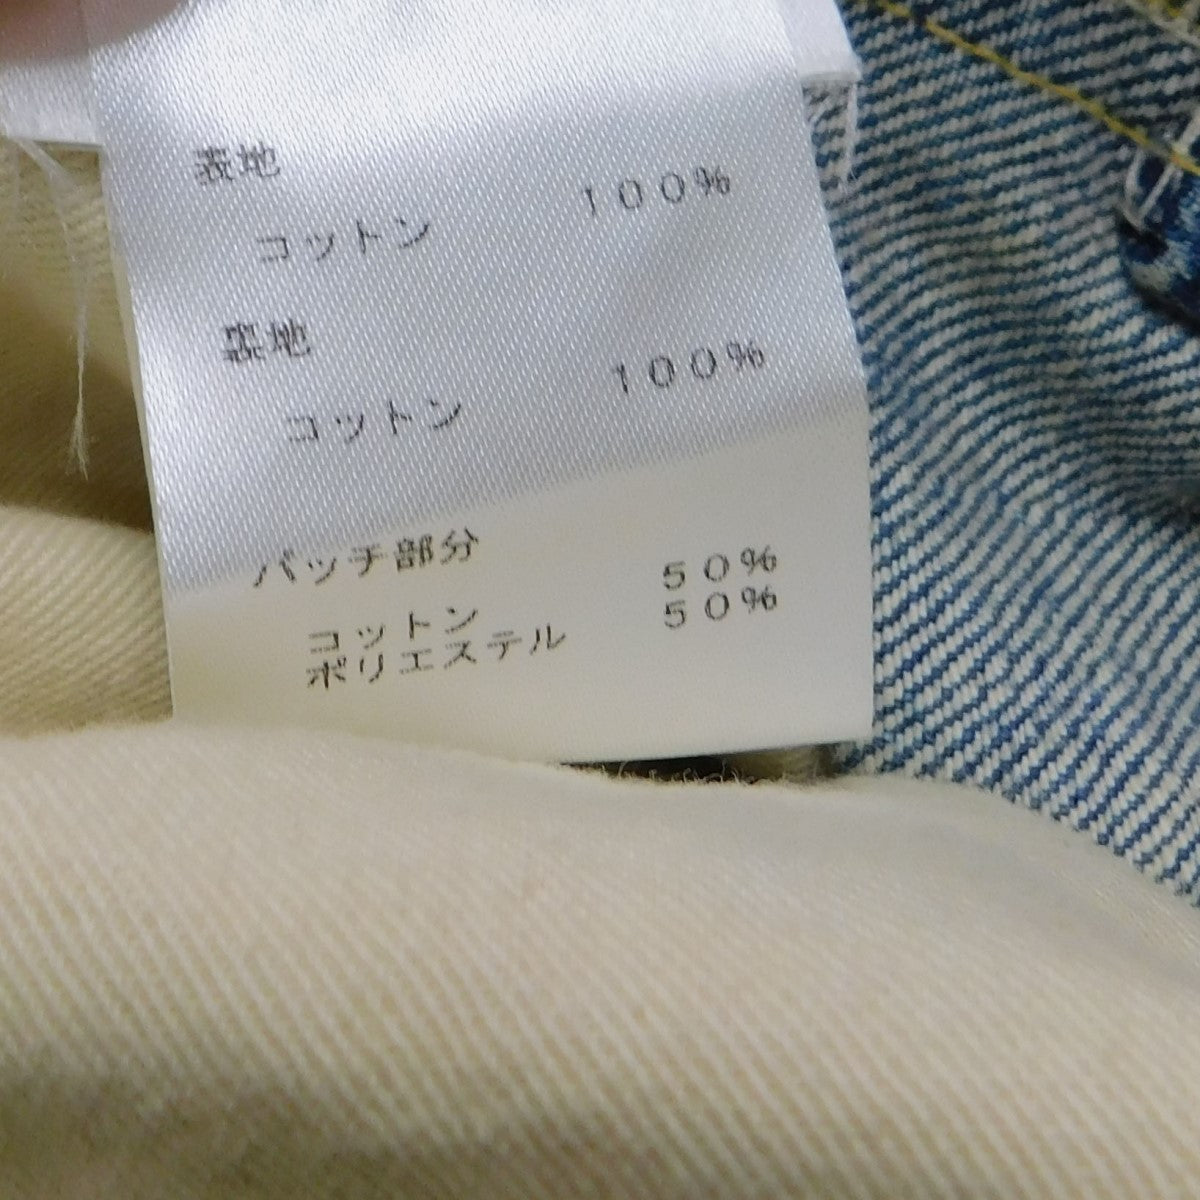 表地
コットン 100%
裏地
コットン 100%
パッチ部分
コットン 50%
ポリエステル 50%